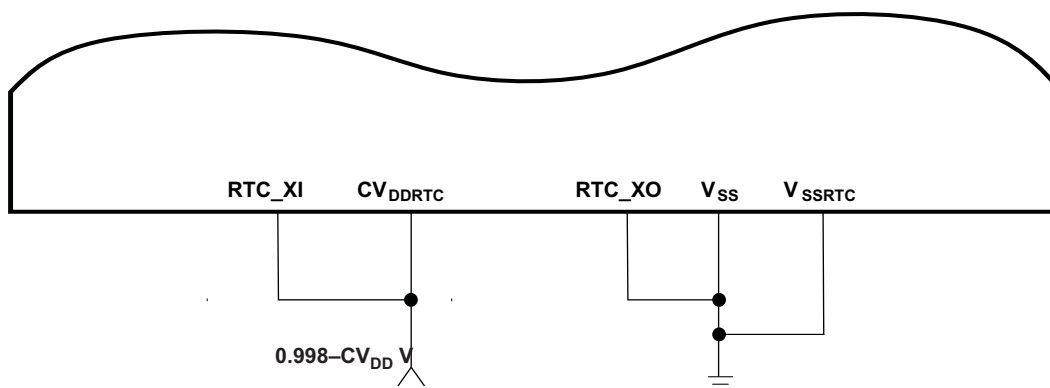 RTC_XI CVDDRTC RTC_XO VSS VSSRTC
0.998–CVDD V